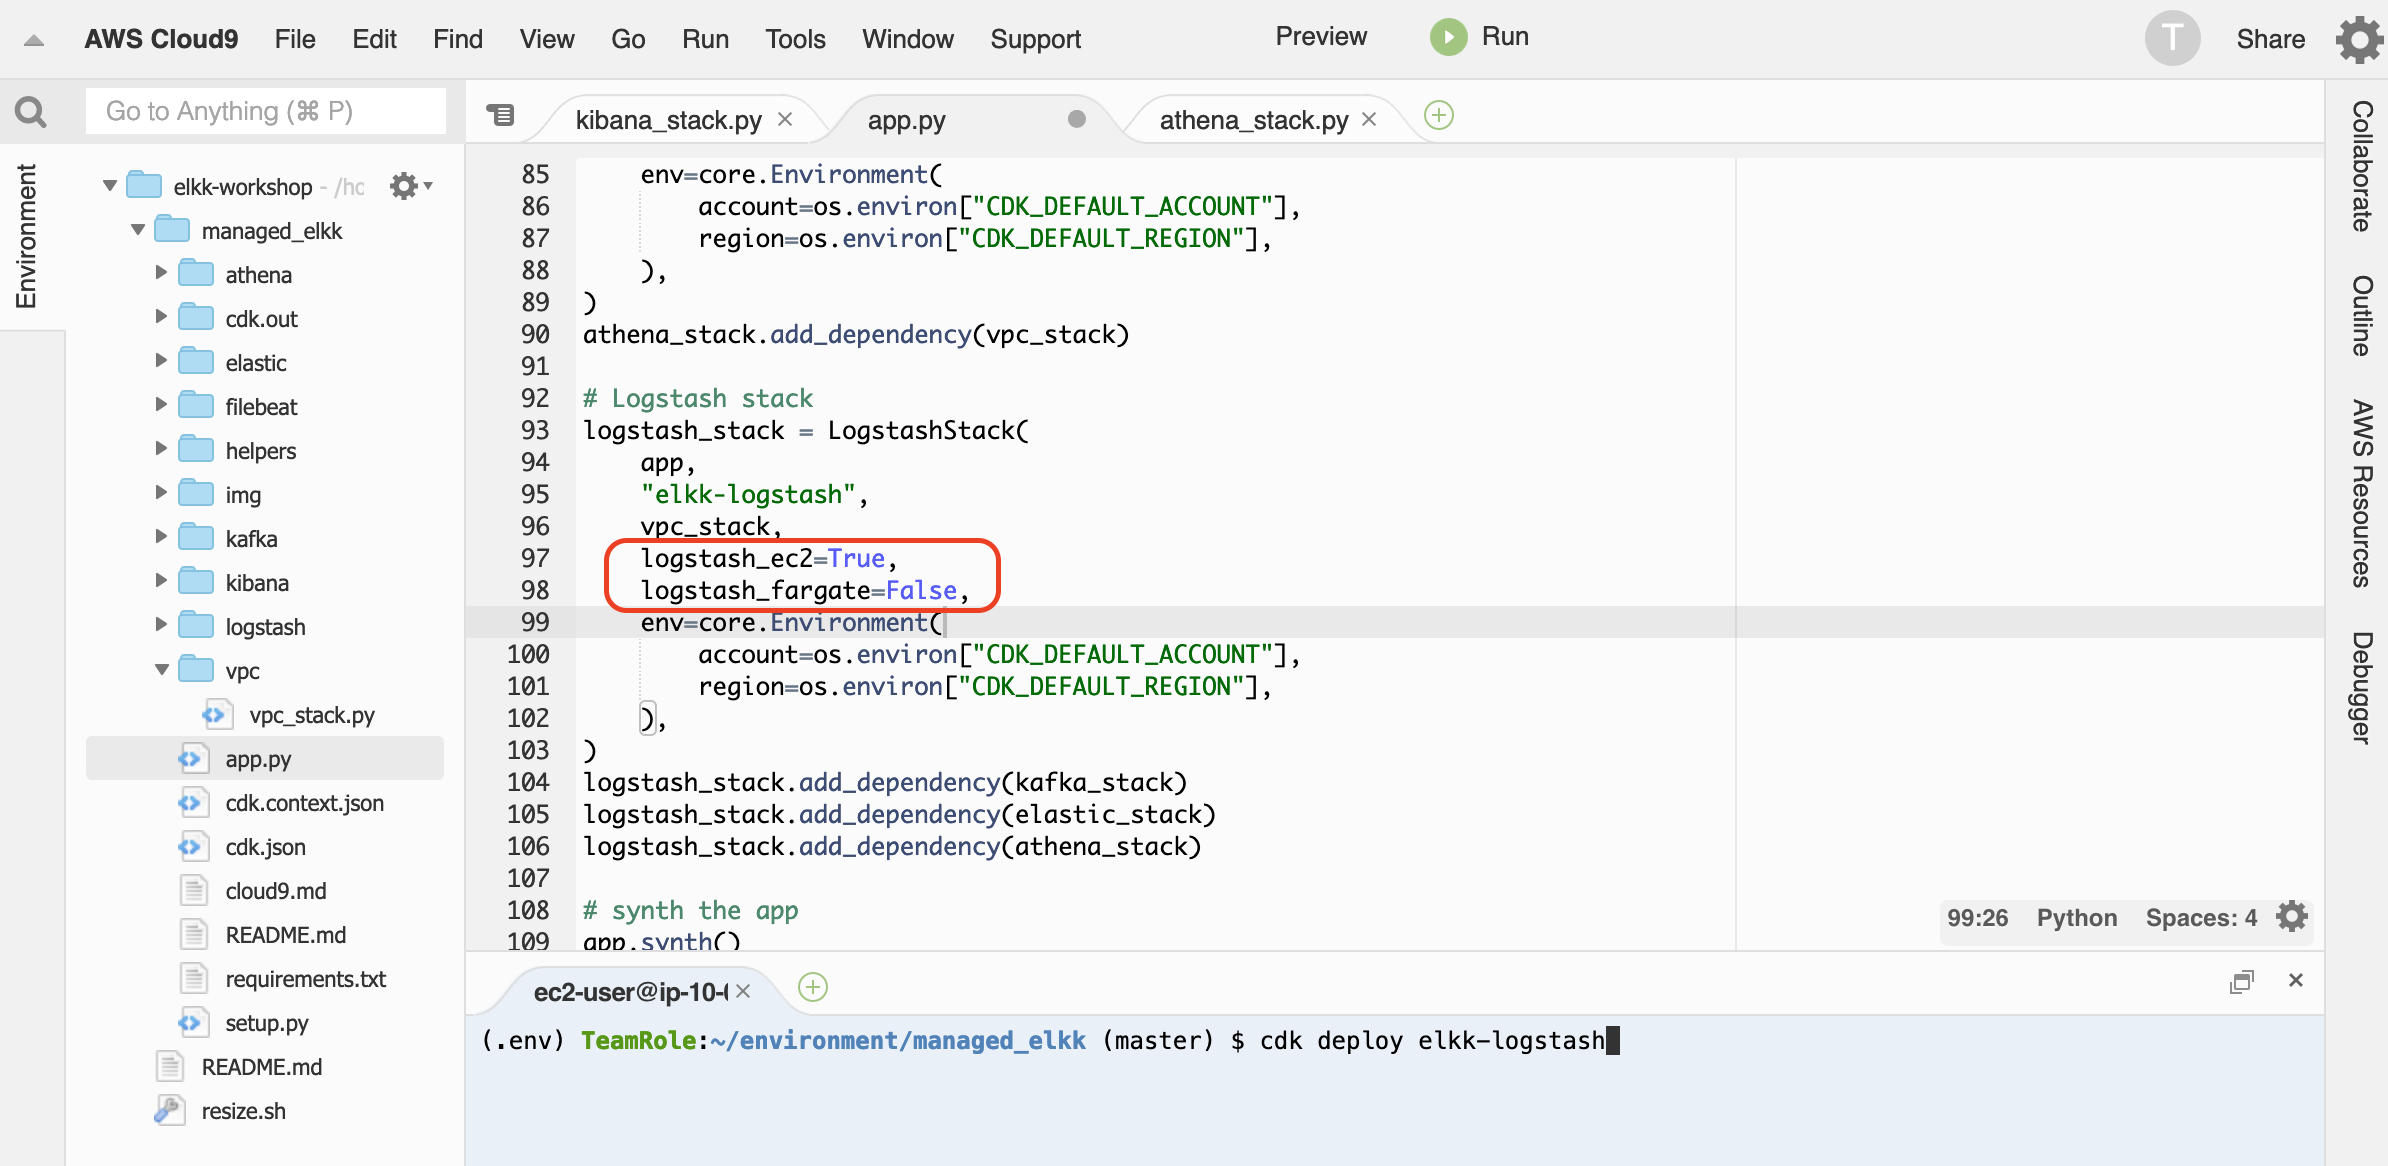 AWS Cloud9 File Edit Find View Go Run Tools Window Support Preview Run T Share
Go to Anything (⌘ P)
kibana_stack.py
app.py
athena_stack.py
Environment
elkk-workshop - /hc
managed_elkk
athena
cdk.out
elastic
filebeat
helpers
img
kafka
kibana
logstash
vpc
vpc_stack.py
app.py
cdk.context.json
cdk.json
cloud9.md
README.md
requirements.txt
setup.py
README.md
resize.sh
85     env=core.Environment(
86         account=os.environ["CDK_DEFAULT_ACCOUNT"],
87         region=os.environ["CDK_DEFAULT_REGION"],
88     ),
89 )
90 athena_stack.add_dependency(vpc_stack)
91
92 # Logstash stack
93 logstash_stack = LogstashStack(
94     app,
95     "elkk-logstash",
96     vpc_stack,
97     logstash_ec2=True,
98     logstash_fargate=False,
99     env=core.Environment(
100         account=os.environ["CDK_DEFAULT_ACCOUNT"],
101         region=os.environ["CDK_DEFAULT_REGION"],
102     ),
103 )
104 logstash_stack.add_dependency(kafka_stack)
105 logstash_stack.add_dependency(elastic_stack)
106 logstash_stack.add_dependency(athena_stack)
107
108 # synth the app
109 app.synth()
99:26 Python Spaces: 4
ec2-user@ip-10-
(.env) TeamRole:~/environment/managed_elkk (master) $ cdk deploy elkk-logstash
Collaborate
Outline
AWS Resources
Debugger